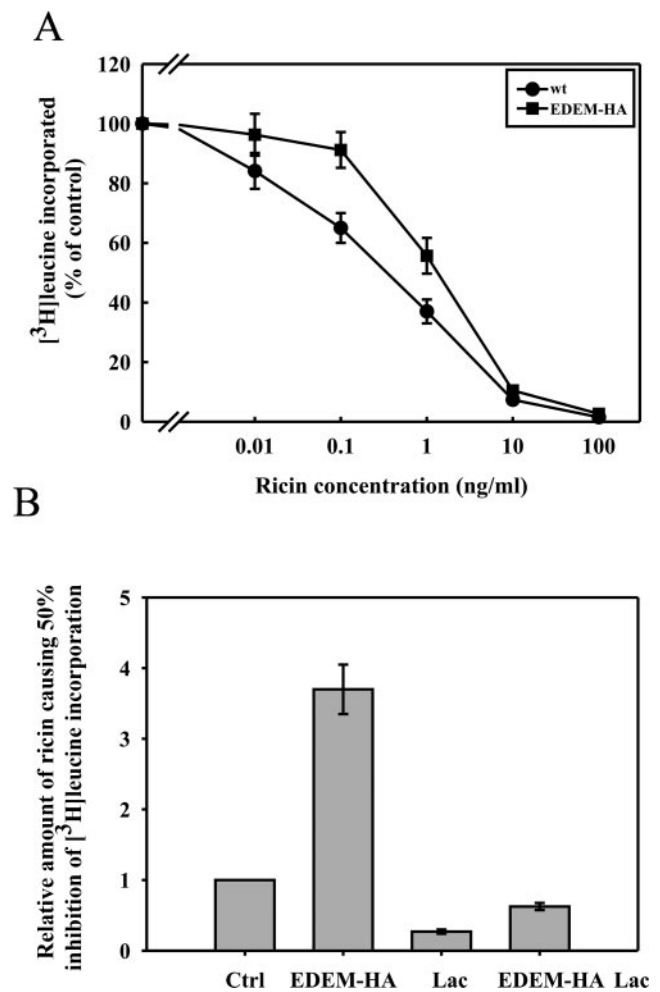 A
120
100
80
60
40
20
0
[3H]leucine incorporated
(% of control)
wt
EDEM-HA
0.01 0.1 1 10 100
Ricin concentration (ng/ml)
B
5
4
3
2
1
0
Relative amount of ricin causing 50%
inhibition of [3H]leucine incorporation
Ctrl EDEM-HA Lac EDEM-HA Lac